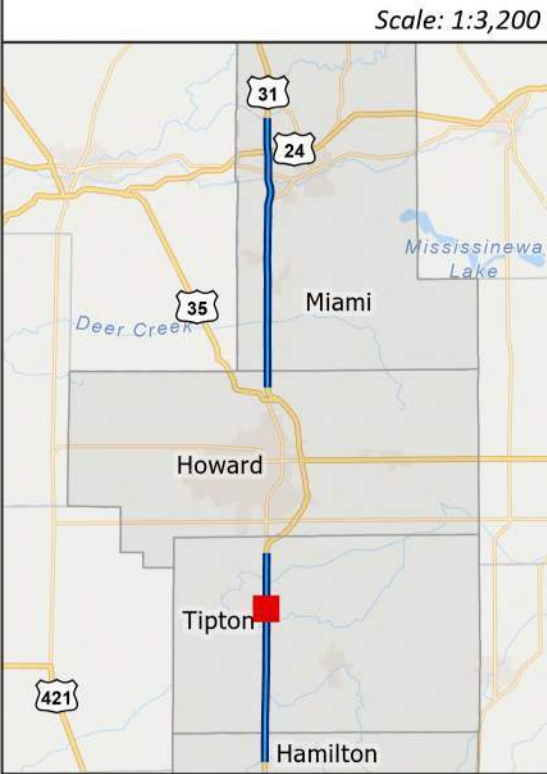 Scale: 1:3,200
31
24
Mississinewa
Lake
35
Miami
Deer Creek
Howard
Tipton
421
Hamilton